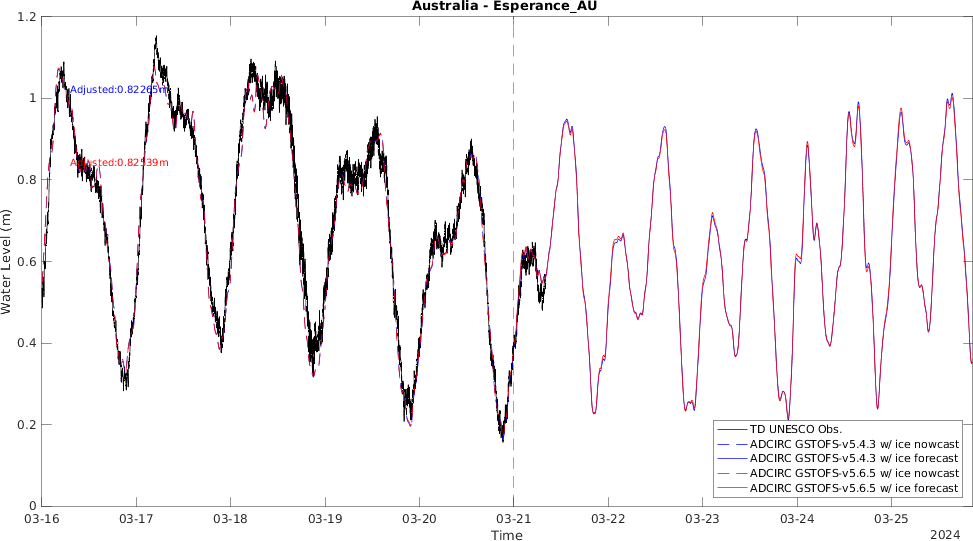 Australia - Esperance_AU
1.2
1
0.8
0.6
0.4
0.2
0
Water Level (m)
Adjusted:0.82265m
Adjusted:0.82539m
TD UNESCO Obs.
ADCIRC GSTOFS-v5.4.3 w/ ice nowcast
ADCIRC GSTOFS-v5.4.3 w/ ice forecast
ADCIRC GSTOFS-v5.6.5 w/ ice nowcast
ADCIRC GSTOFS-v5.6.5 w/ ice forecast
03-16 03-17 03-18 03-19 03-20 03-21 03-22 03-23 03-24 03-25
Time
2024